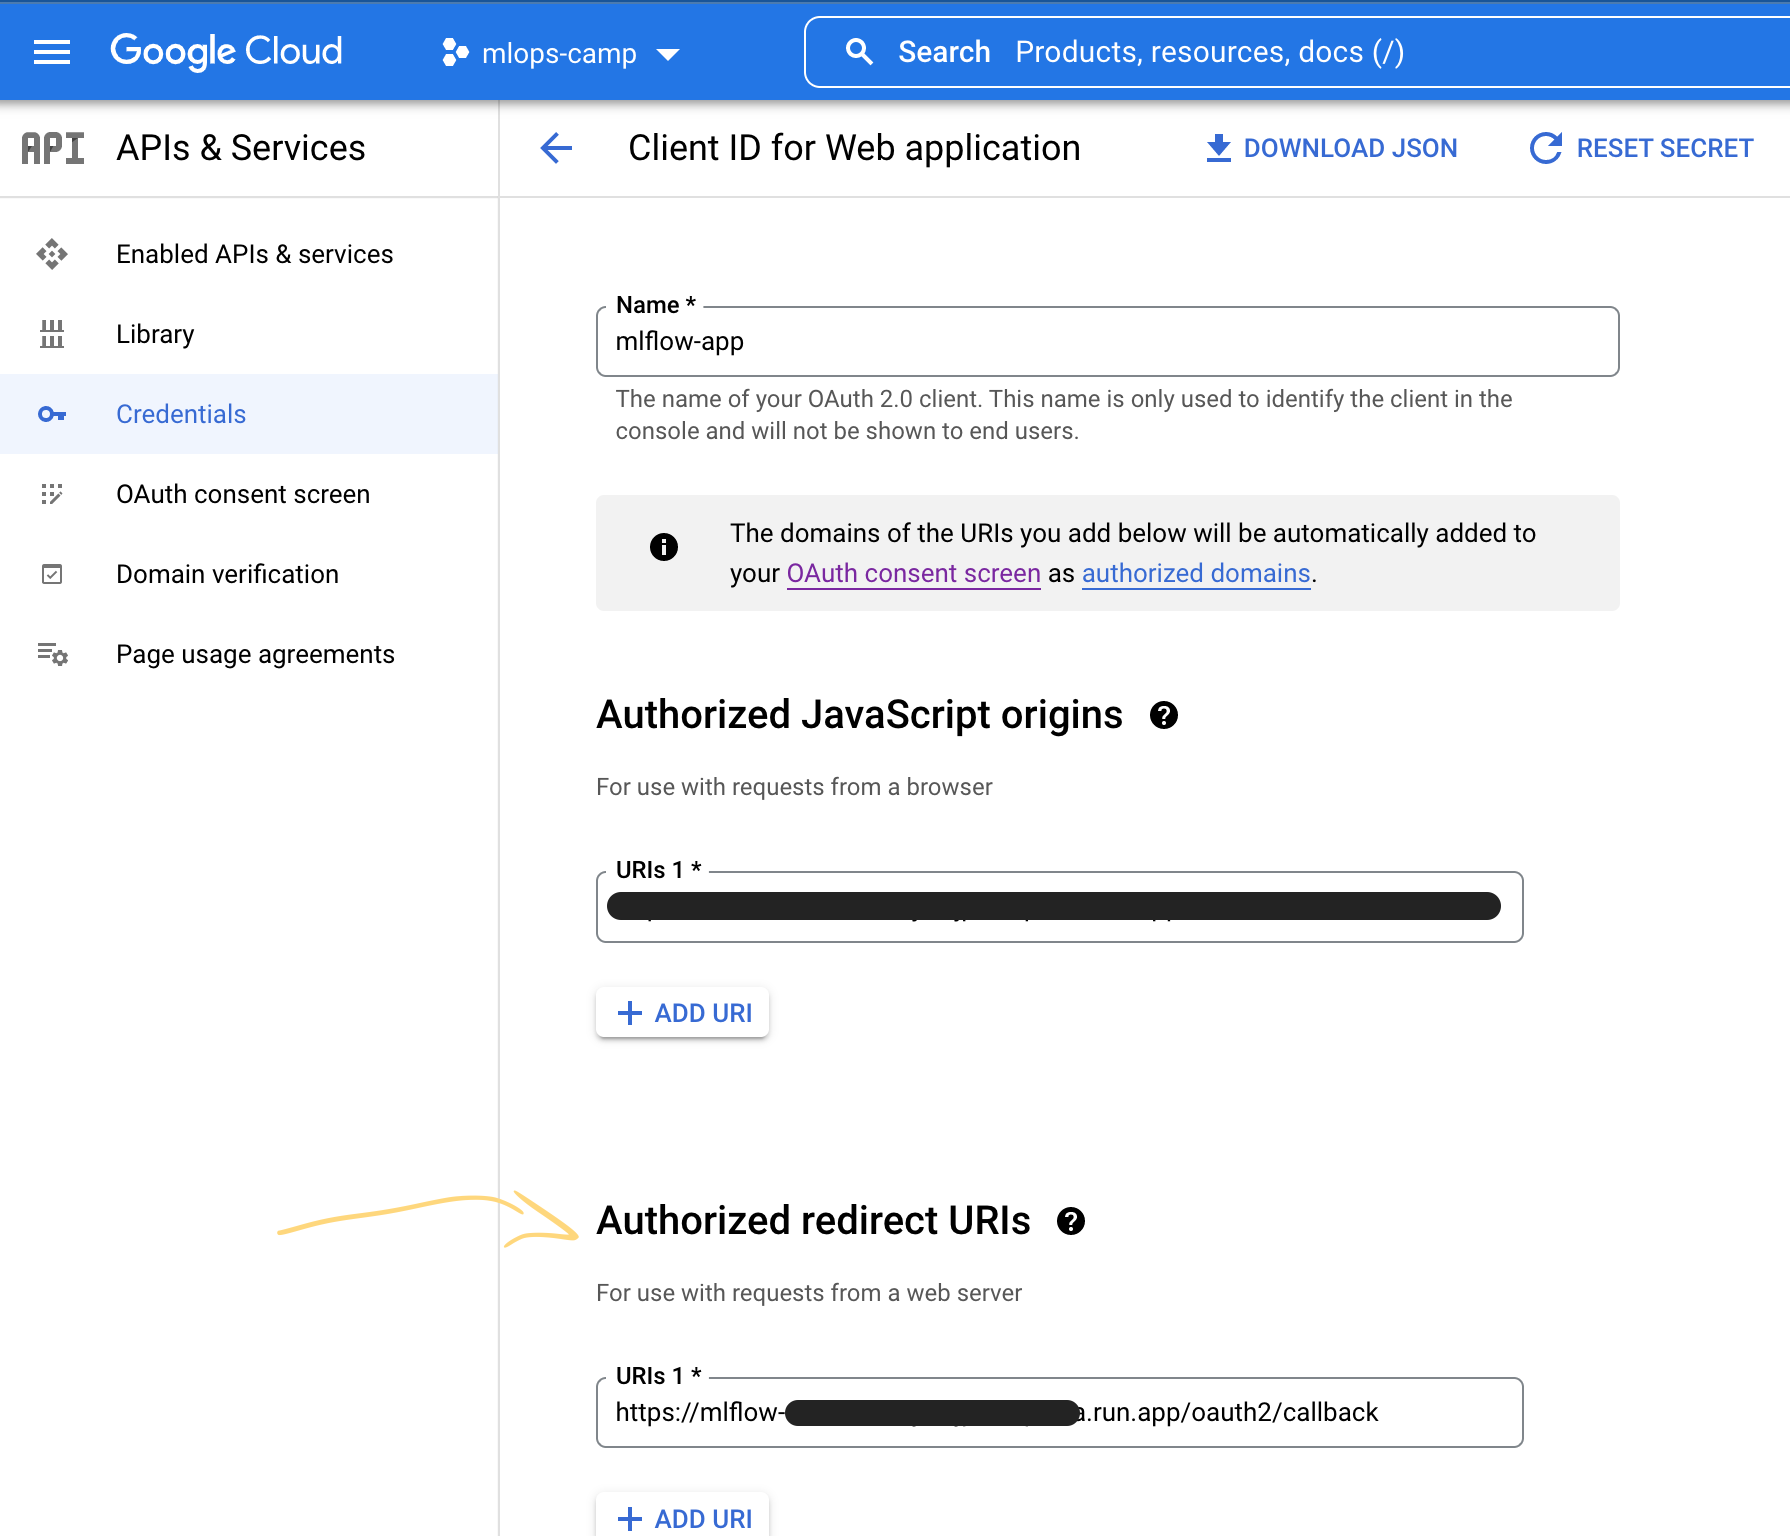 Google Cloud
mlops-camp
Search Products, resources, docs (/)
API
APIs & Services
Client ID for Web application
DOWNLOAD JSON
RESET SECRET
Enabled APIs & services
Library
Credentials
OAuth consent screen
Domain verification
Page usage agreements
Name *
mlflow-app
The name of your OAuth 2.0 client. This name is only used to identify the client in the
console and will not be shown to end users.
The domains of the URIs you add below will be automatically added to
your OAuth consent screen as authorized domains.
Authorized JavaScript origins
For use with requests from a browser
URIs 1 *
ADD URI
Authorized redirect URIs
For use with requests from a web server
URIs 1 *
https://mlflow- a.run.app/oauth2/callback
ADD URI